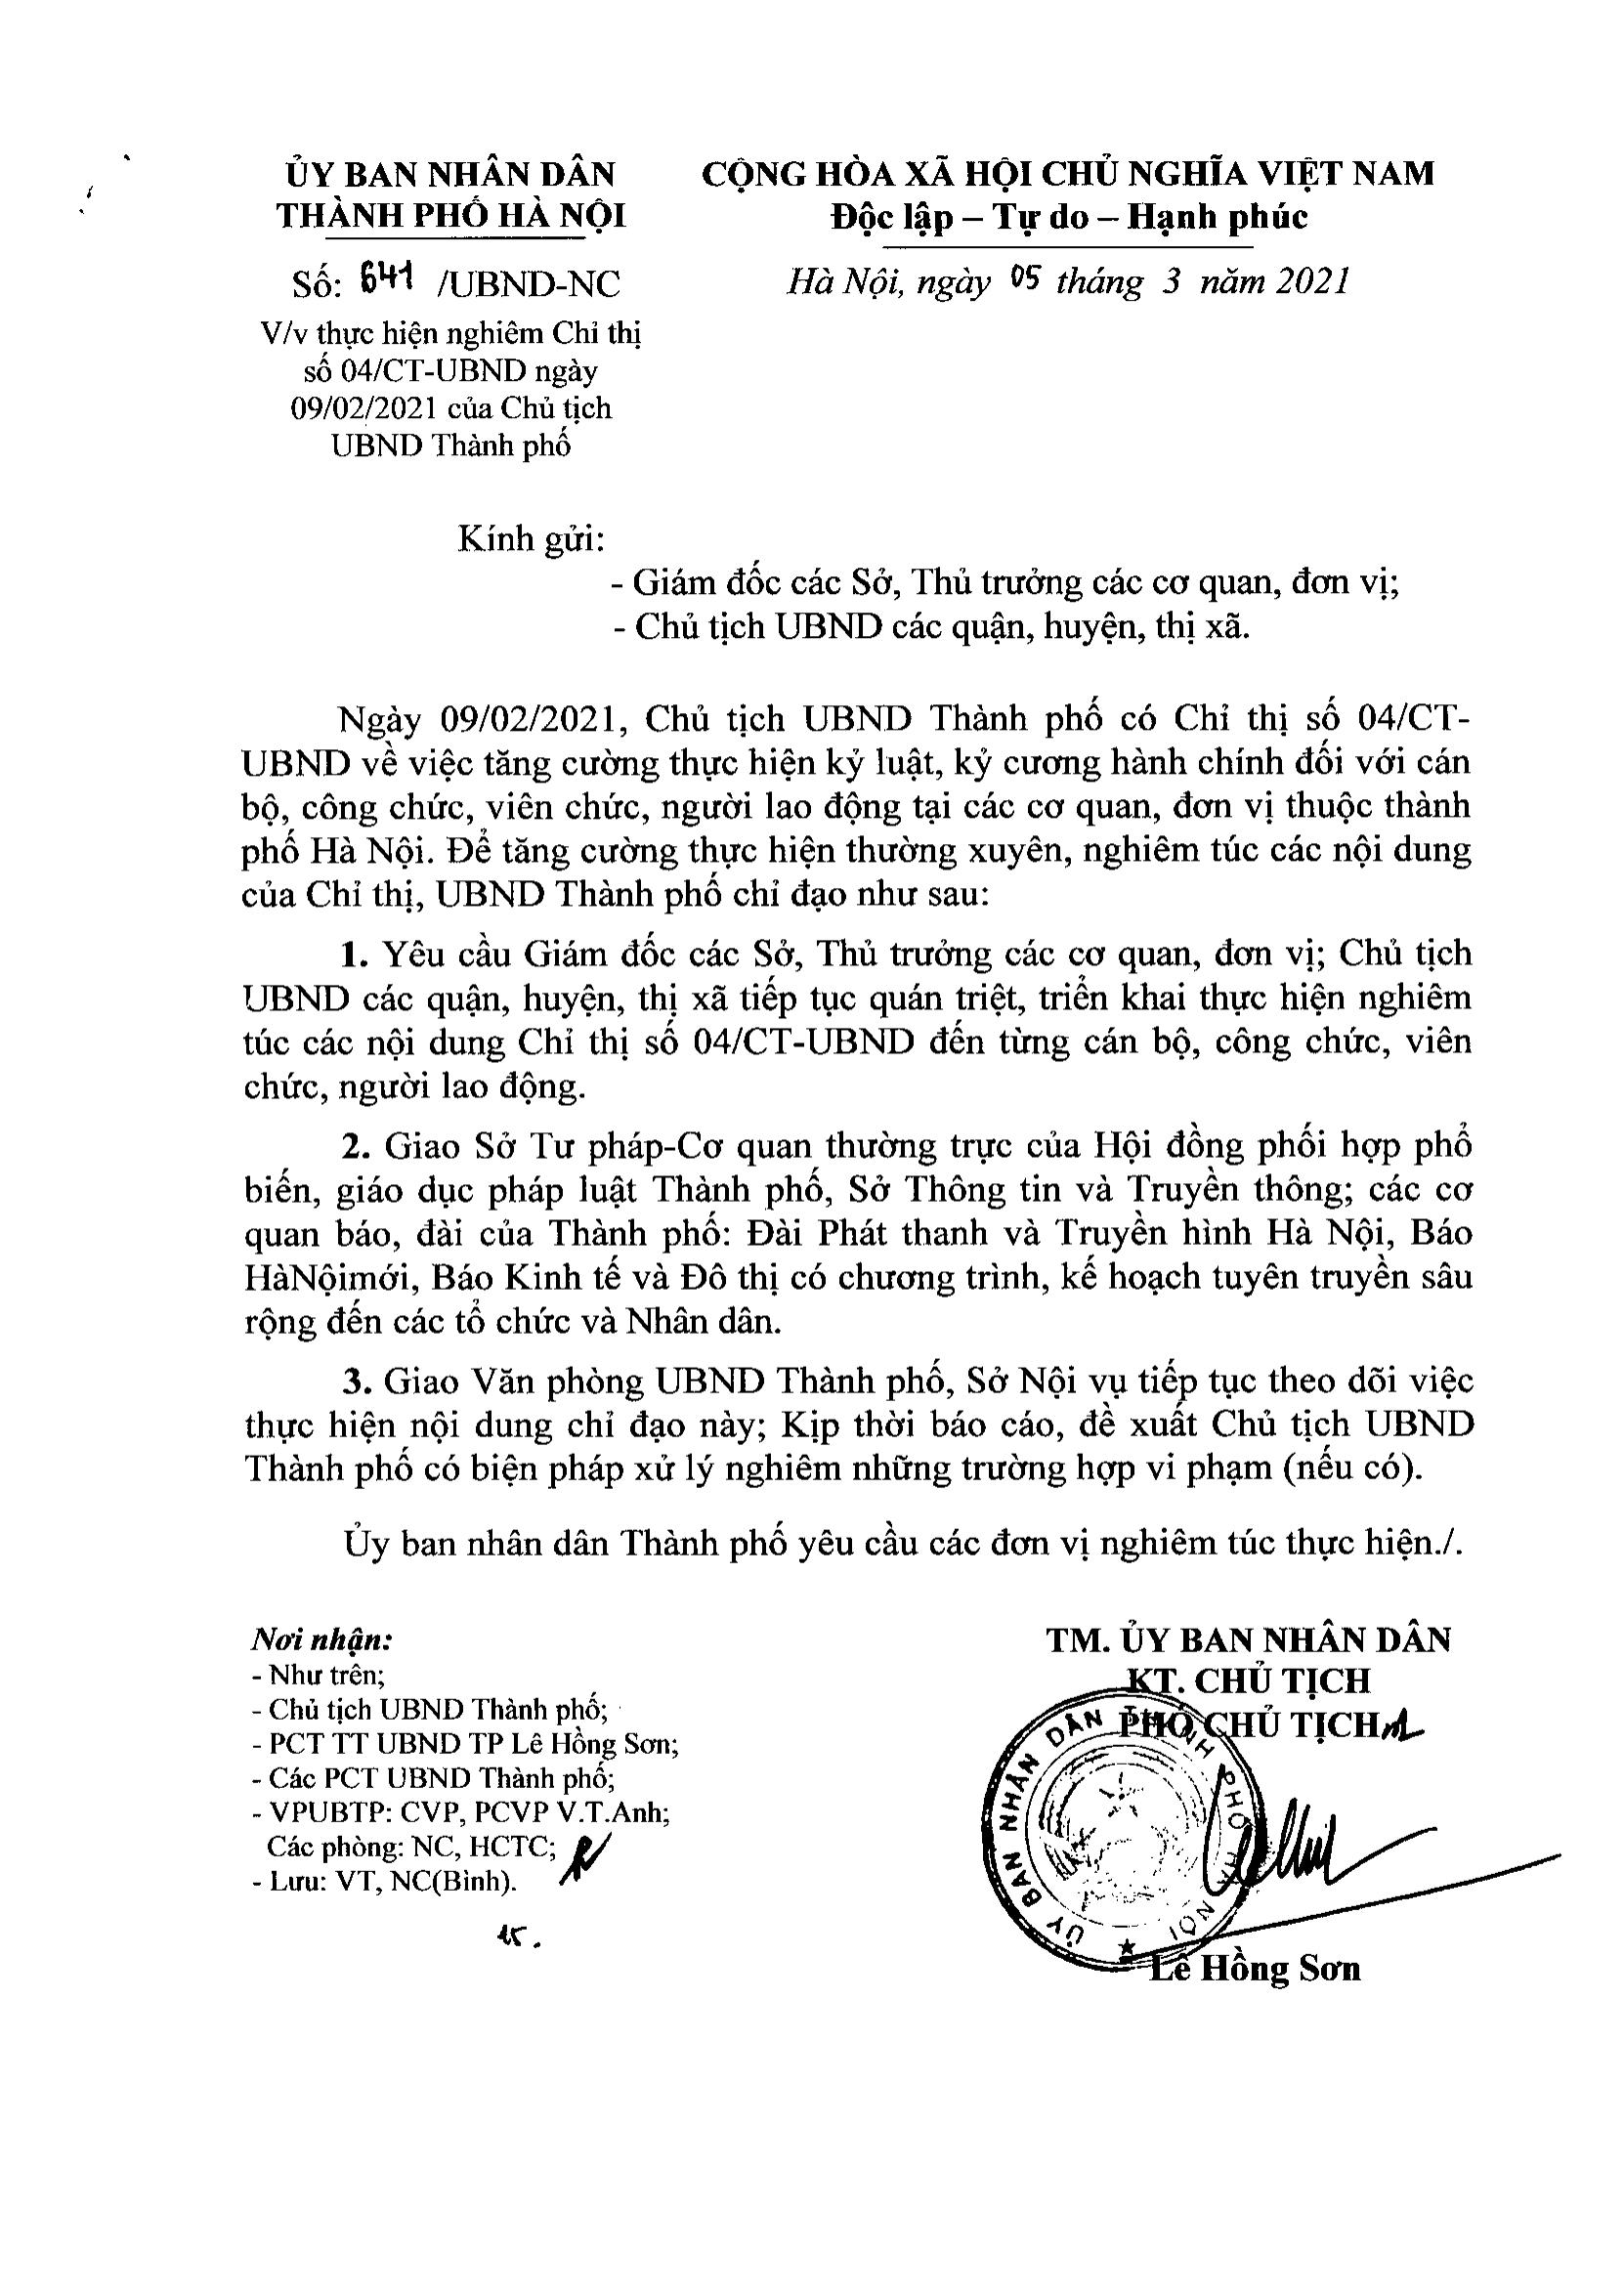 ỦY BAN NHÂN DÂN
THÀNH PHỐ HÀ NỘI
Số: 641 /UBND-NC
V/v thực hiện nghiêm Chỉ thị
số 04/CT-UBND ngày
09/02/2021 của Chủ tịch
UBND Thành phố
CỘNG HÒA XÃ HỘI CHỦ NGHĨA VIỆT NAM
Độc lập – Tự do – Hạnh phúc
Hà Nội, ngày 05 tháng 3 năm 2021
Kính gửi:
- Giám đốc các Sở, Thủ trưởng các cơ quan, đơn vị;
- Chủ tịch UBND các quận, huyện, thị xã.
Ngày 09/02/2021, Chủ tịch UBND Thành phố có Chỉ thị số 04/CT-
UBND về việc tăng cường thực hiện kỷ luật, kỷ cương hành chính đối với cán
bộ, công chức, viên chức, người lao động tại các cơ quan, đơn vị thuộc thành
phố Hà Nội. Để tăng cường thực hiện thường xuyên, nghiêm túc các nội dung
của Chỉ thị, UBND Thành phố chỉ đạo như sau:
1. Yêu cầu Giám đốc các Sở, Thủ trưởng các cơ quan, đơn vị; Chủ tịch
UBND các quận, huyện, thị xã tiếp tục quán triệt, triển khai thực hiện nghiêm
túc các nội dung Chỉ thị số 04/CT-UBND đến từng cán bộ, công chức, viên
chức, người lao động.
2. Giao Sở Tư pháp-Cơ quan thường trực của Hội đồng phối hợp phổ
biến, giáo dục pháp luật Thành phố, Sở Thông tin và Truyền thông; các cơ
quan báo, đài của Thành phố: Đài Phát thanh và Truyền hình Hà Nội, Báo
HàNộimới, Báo Kinh tế và Đô thị có chương trình, kế hoạch tuyên truyền sâu
rộng đến các tổ chức và Nhân dân.
3. Giao Văn phòng UBND Thành phố, Sở Nội vụ tiếp tục theo dõi việc
thực hiện nội dung chỉ đạo này; Kịp thời báo cáo, đề xuất Chủ tịch UBND
Thành phố có biện pháp xử lý nghiêm những trường hợp vi phạm (nếu có).
Ủy ban nhân dân Thành phố yêu cầu các đơn vị nghiêm túc thực hiện./.
Nơi nhận:
- Như trên;
- Chủ tịch UBND Thành phố;
- PCT TT UBND TP Lê Hồng Sơn;
- Các PCT UBND Thành phố;
- VPUBTP: CVP, PCVP V.T.Anh;
Các phòng: NC, HCTC;
- Lưu: VT, NC(Bình).
TM. ỦY BAN NHÂN DÂN
KT. CHỦ TỊCH
PHÓ CHỦ TỊCH
ỦY BAN NHÂN DÂN THÀNH PHỐ HÀ NỘI
Lê Hồng Sơn